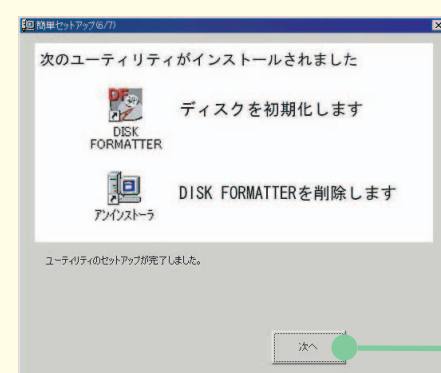 簡単セットアップ(6/7)
次のユーティリティがインストールされました
DF
DISK
FORMATTER
ディスクを初期化します
アンインストーラ
DISK FORMATTERを削除します
ユーティリティのセットアップが完了しました。
次へ